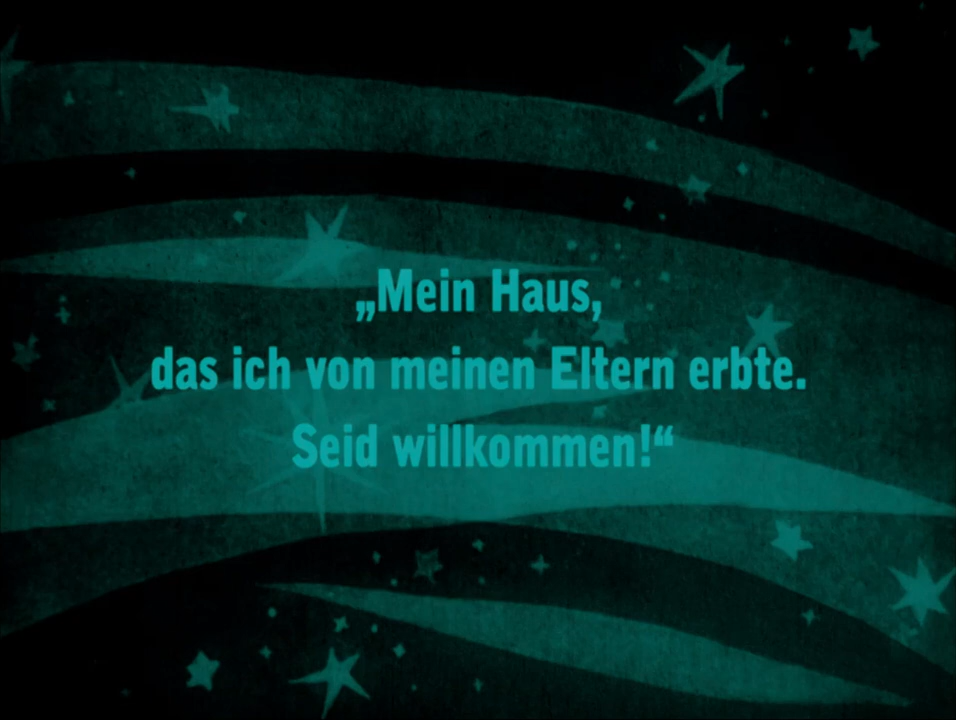 „Mein Haus,
das ich von meinen Eltern erbte.
Seid willkommen!“